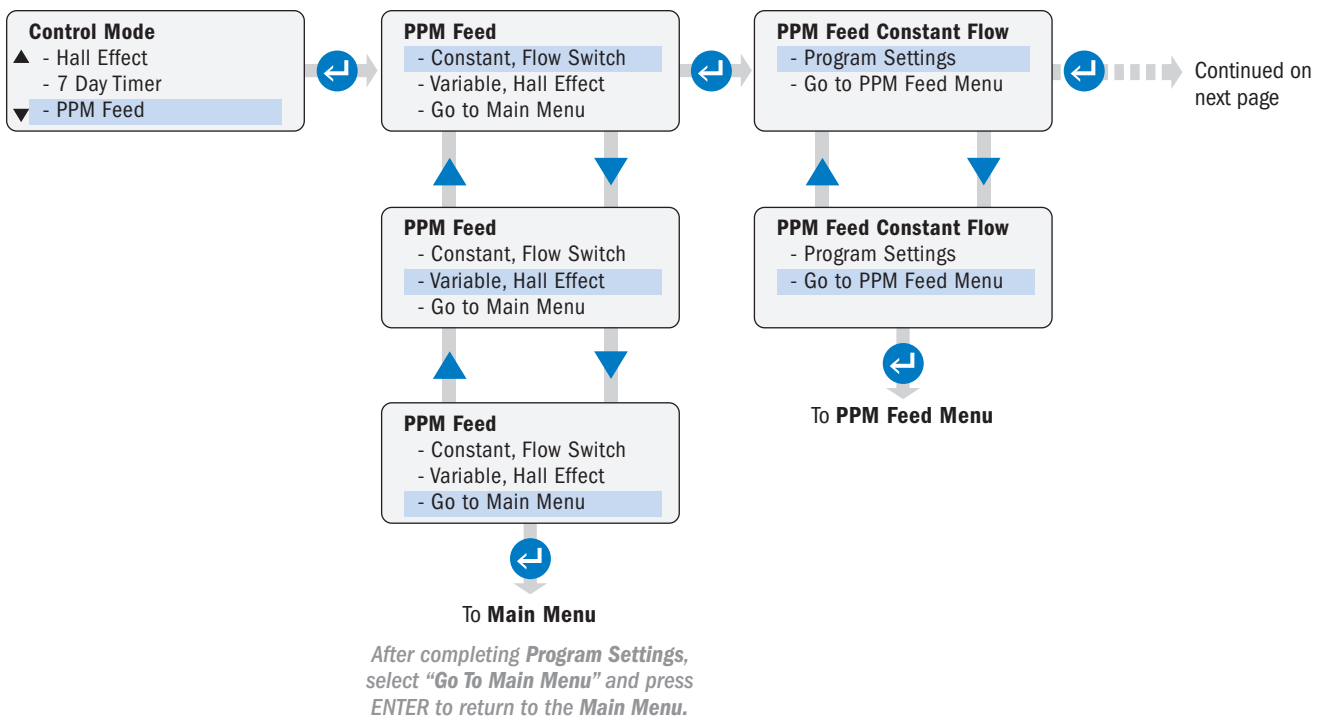 Control Mode
- Hall Effect
- 7 Day Timer
- PPM Feed
PPM Feed
- Constant, Flow Switch
- Variable, Hall Effect
- Go to Main Menu
PPM Feed Constant Flow
- Program Settings
- Go to PPM Feed Menu
Continued on
next page
PPM Feed
- Constant, Flow Switch
- Variable, Hall Effect
- Go to Main Menu
PPM Feed Constant Flow
- Program Settings
- Go to PPM Feed Menu
To PPM Feed Menu
PPM Feed
- Constant, Flow Switch
- Variable, Hall Effect
- Go to Main Menu
To Main Menu
After completing Program Settings,
select “Go To Main Menu” and press
ENTER to return to the Main Menu.